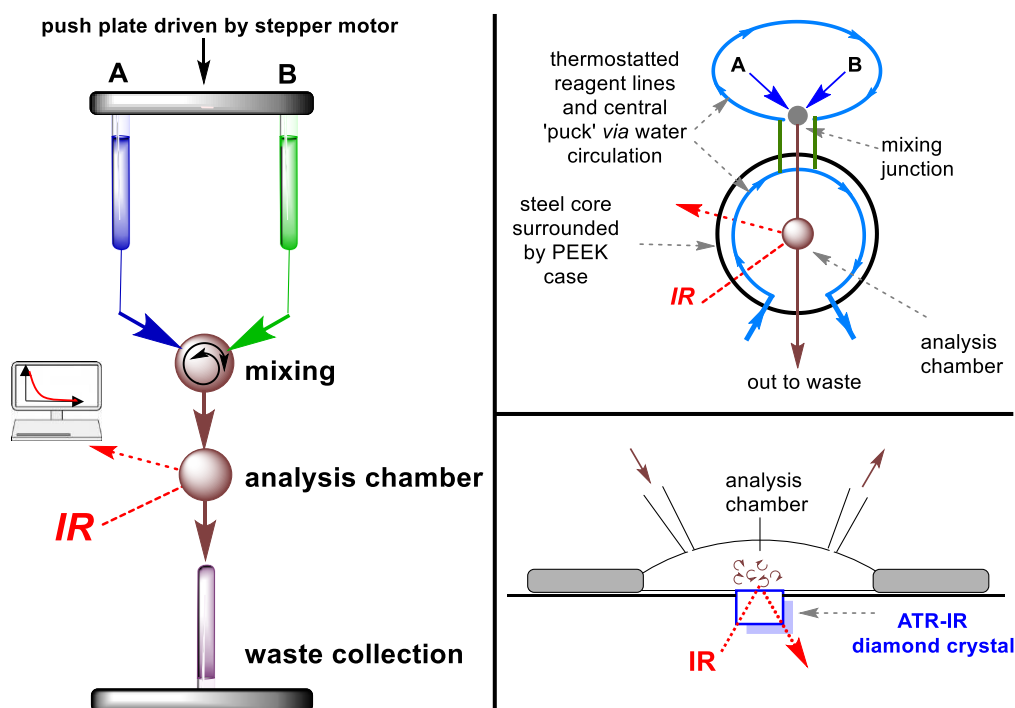 push plate driven by stepper motor
A
B
mixing
analysis chamber
IR
waste collection
thermostatted
reagent lines
and central
'puck' via water
circulation
A
B
mixing
junction
steel core
surrounded
by PEEK
case
IR
analysis
chamber
out to waste
analysis
chamber
IR
ATR-IR
diamond crystal